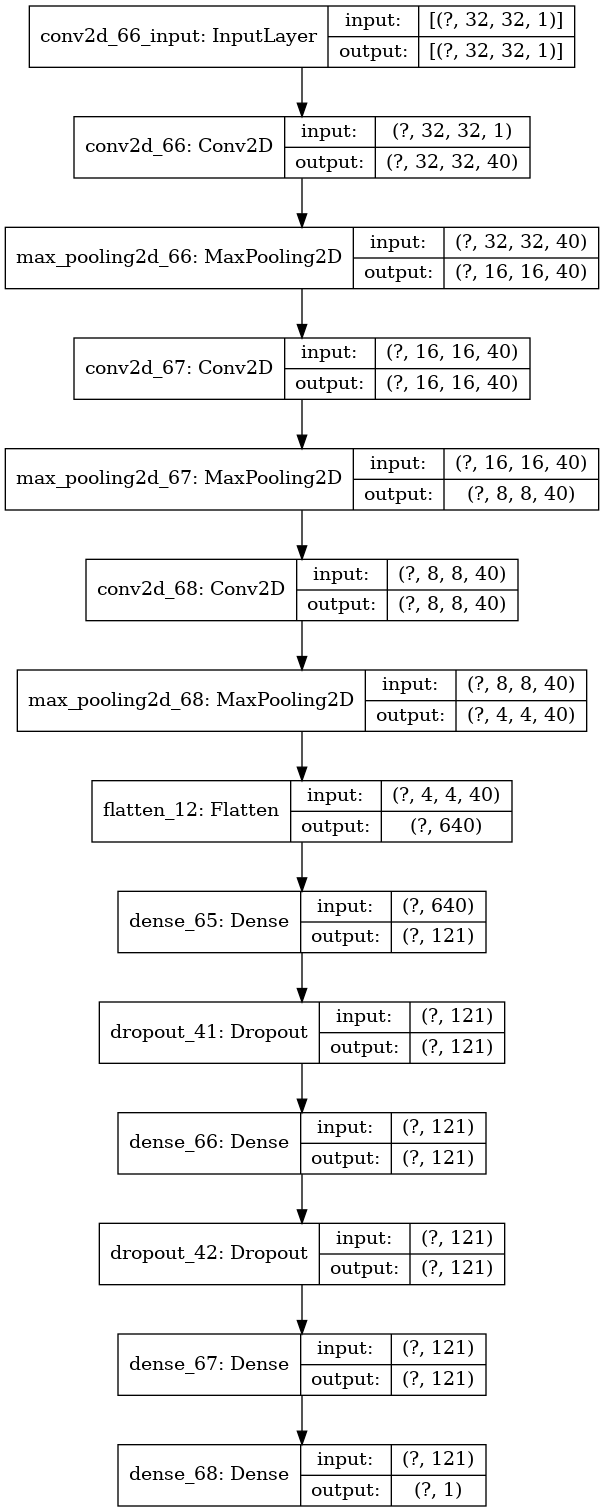 conv2d_66_input: InputLayer
input: [(?, 32, 32, 1)]
output: [(?, 32, 32, 1)]
conv2d_66: Conv2D
input: (?, 32, 32, 1)
output: (?, 32, 32, 40)
max_pooling2d_66: MaxPooling2D
input: (?, 32, 32, 40)
output: (?, 16, 16, 40)
conv2d_67: Conv2D
input: (?, 16, 16, 40)
output: (?, 16, 16, 40)
max_pooling2d_67: MaxPooling2D
input: (?, 16, 16, 40)
output: (?, 8, 8, 40)
conv2d_68: Conv2D
input: (?, 8, 8, 40)
output: (?, 8, 8, 40)
max_pooling2d_68: MaxPooling2D
input: (?, 8, 8, 40)
output: (?, 4, 4, 40)
flatten_12: Flatten
input: (?, 4, 4, 40)
output: (?, 640)
dense_65: Dense
input: (?, 640)
output: (?, 121)
dropout_41: Dropout
input: (?, 121)
output: (?, 121)
dense_66: Dense
input: (?, 121)
output: (?, 121)
dropout_42: Dropout
input: (?, 121)
output: (?, 121)
dense_67: Dense
input: (?, 121)
output: (?, 121)
dense_68: Dense
input: (?, 121)
output: (?, 1)